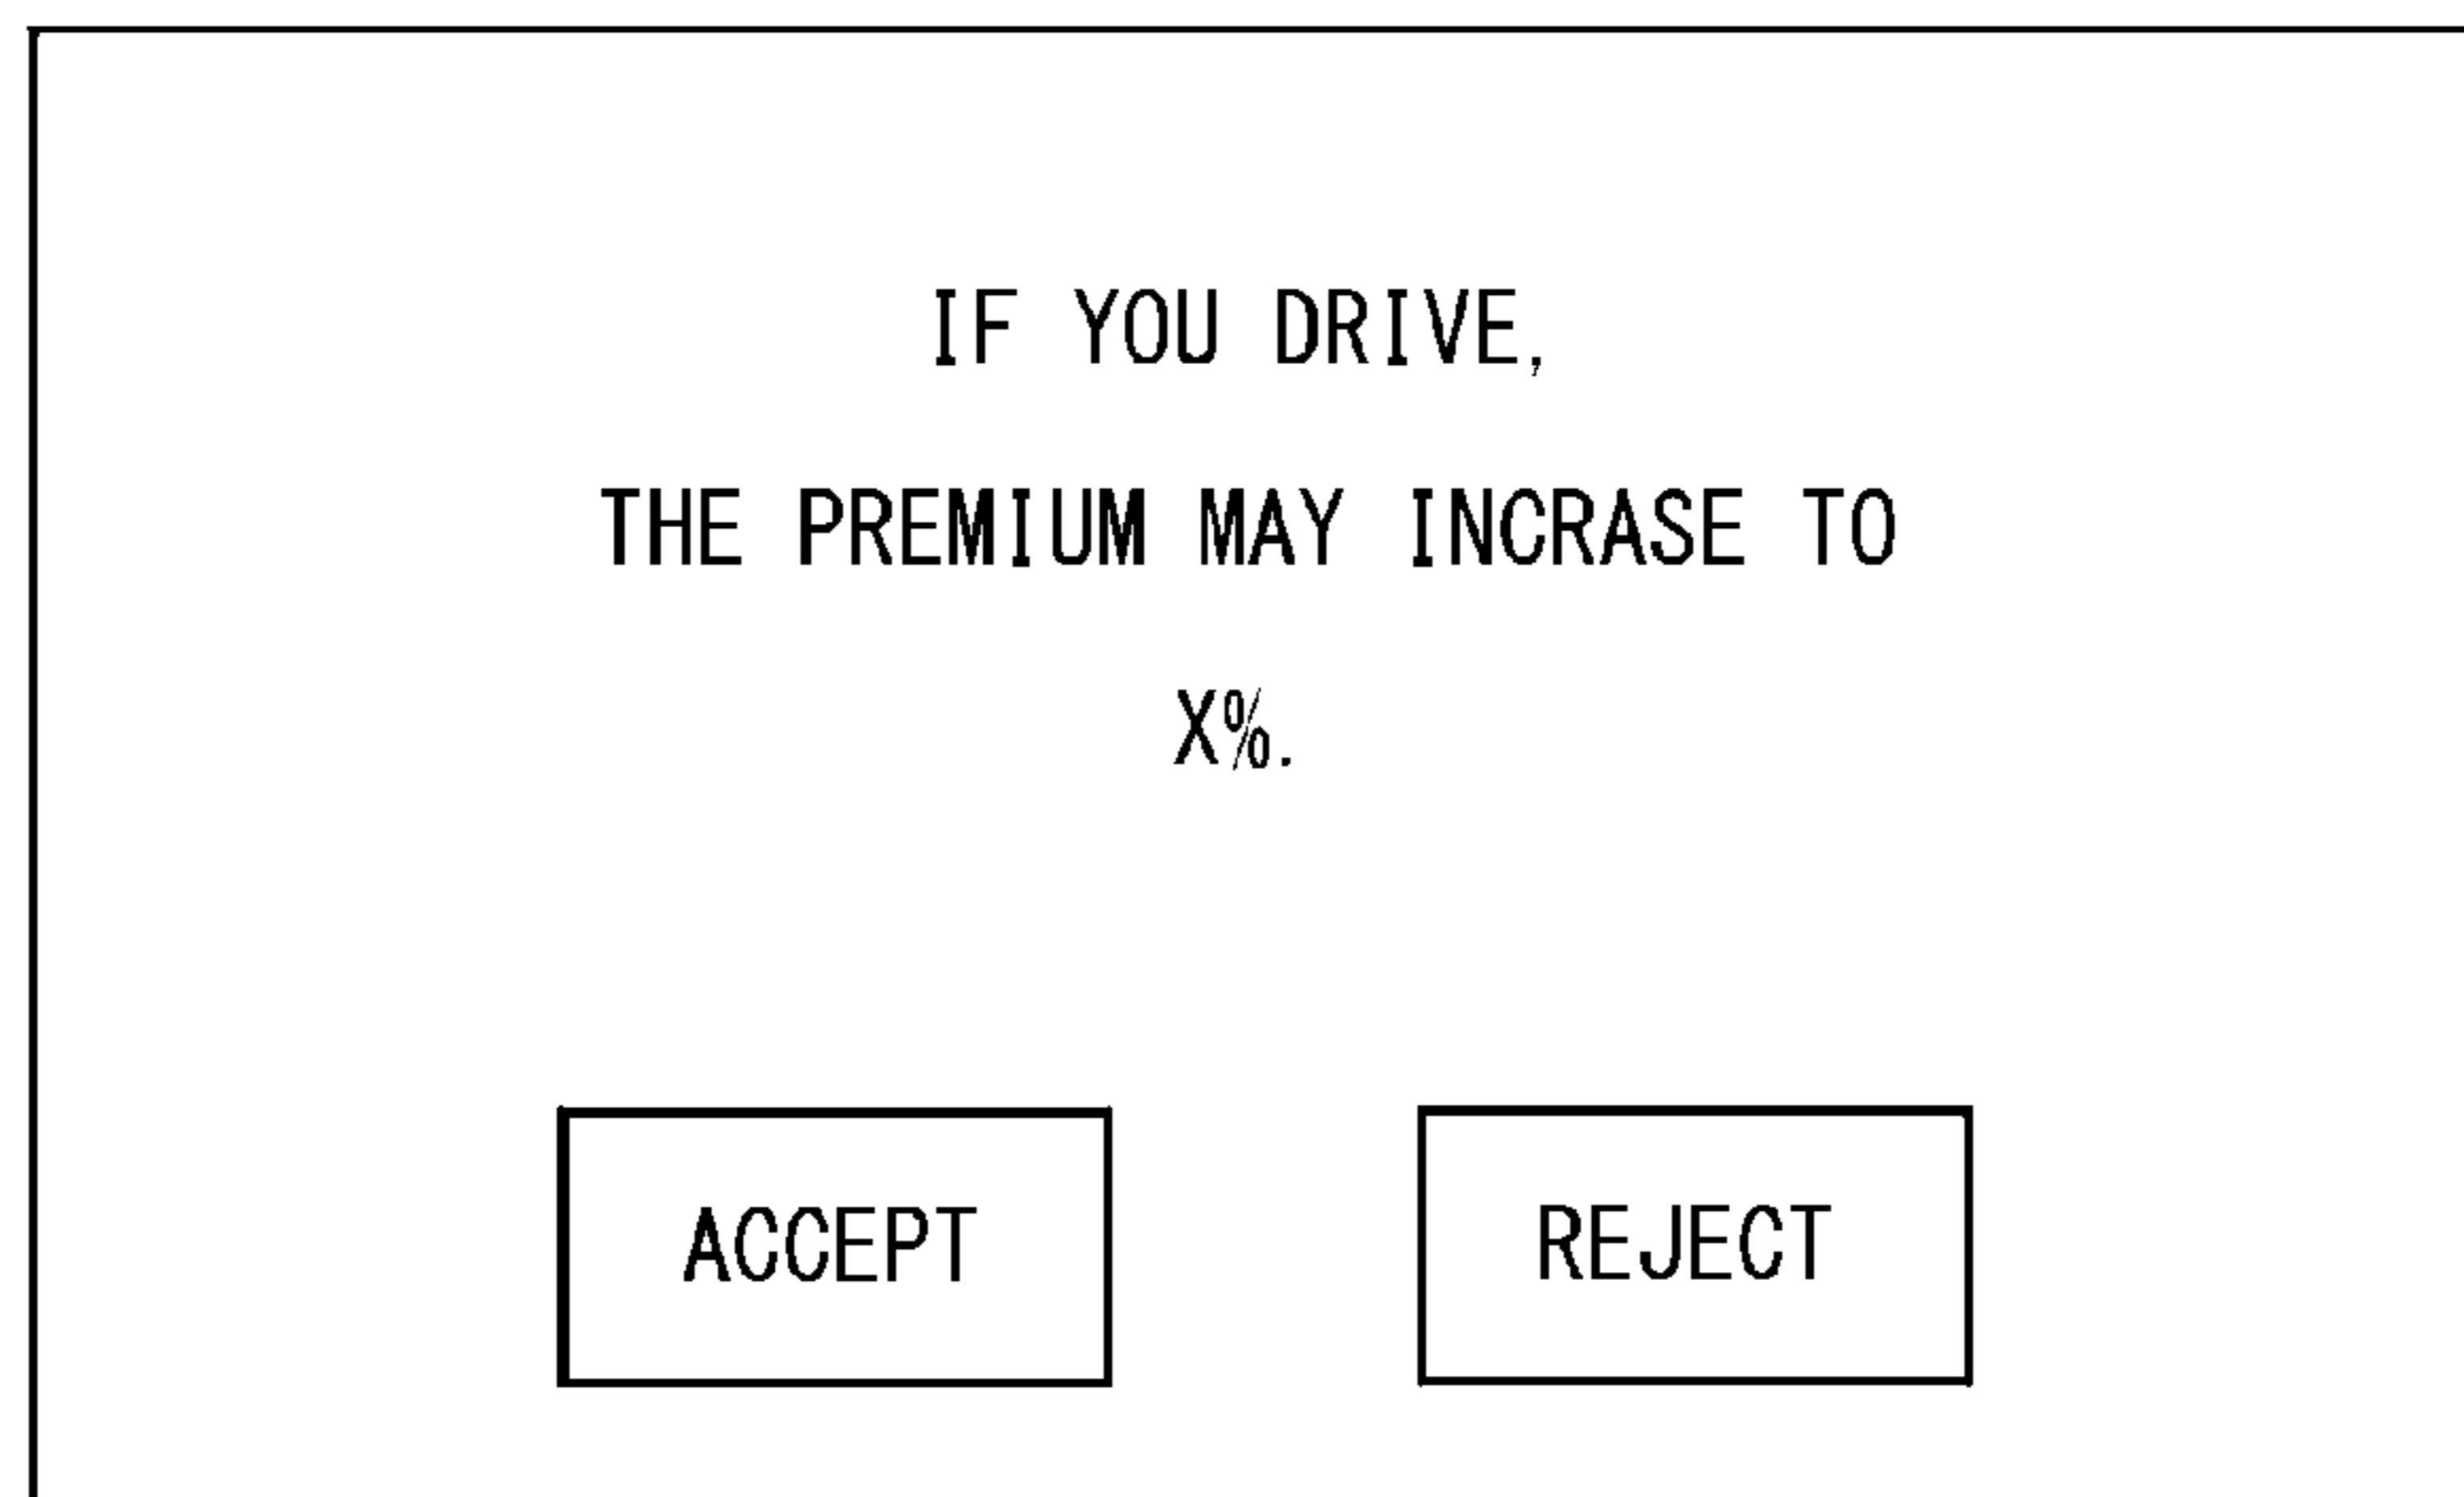 IF YOU DRIVE,
THE PREMIUM MAY INCRASE TO
X%.
ACCEPT
REJECT